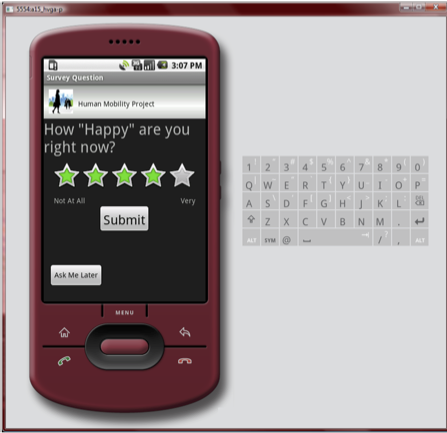 5554:a15_hvga-p
3:07 PM
Survey Question
Human Mobility Project
How "Happy" are you
right now?
Not At All Very
Submit
Ask Me Later
MENU
1 2 3 4 5 6 7 8 9 0
Q W E R T Y U I O P
A S D F G H J K L
Z X C V B N M .
ALT SYM @ / , ALT